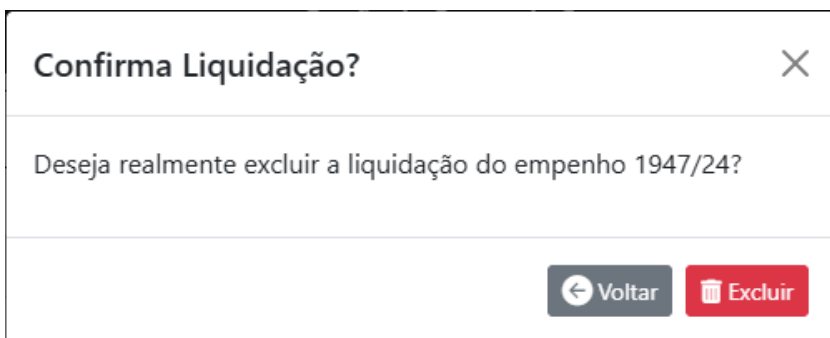 Confirma Liquidação?
Deseja realmente excluir a liquidação do empenho 1947/24?
Voltar
Excluir